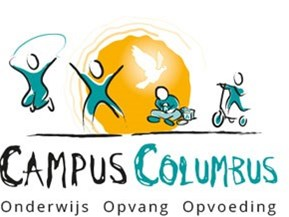 CAMPUS COLUMBUS
Onderwijs Opvang Opvoeding